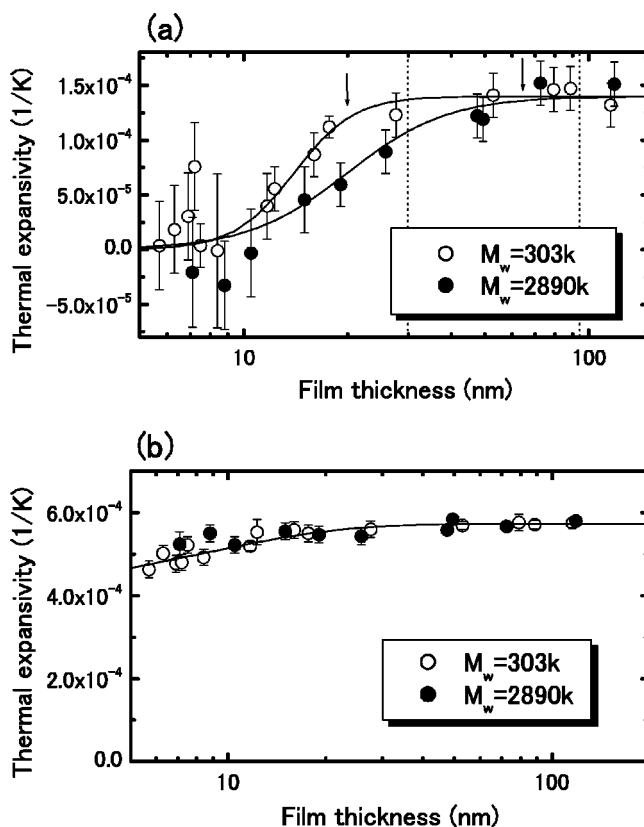 (a)
Thermal expansivity (1/K)
1.5x10⁻⁴
1.0x10⁻⁴
5.0x10⁻⁵
0.0
-5.0x10⁻⁵
M_w=303k
M_w=2890k
10
100
Film thickness (nm)
(b)
Thermal expansivity (1/K)
6.0x10⁻⁴
4.0x10⁻⁴
2.0x10⁻⁴
0.0
M_w=303k
M_w=2890k
10
100
Film thickness (nm)